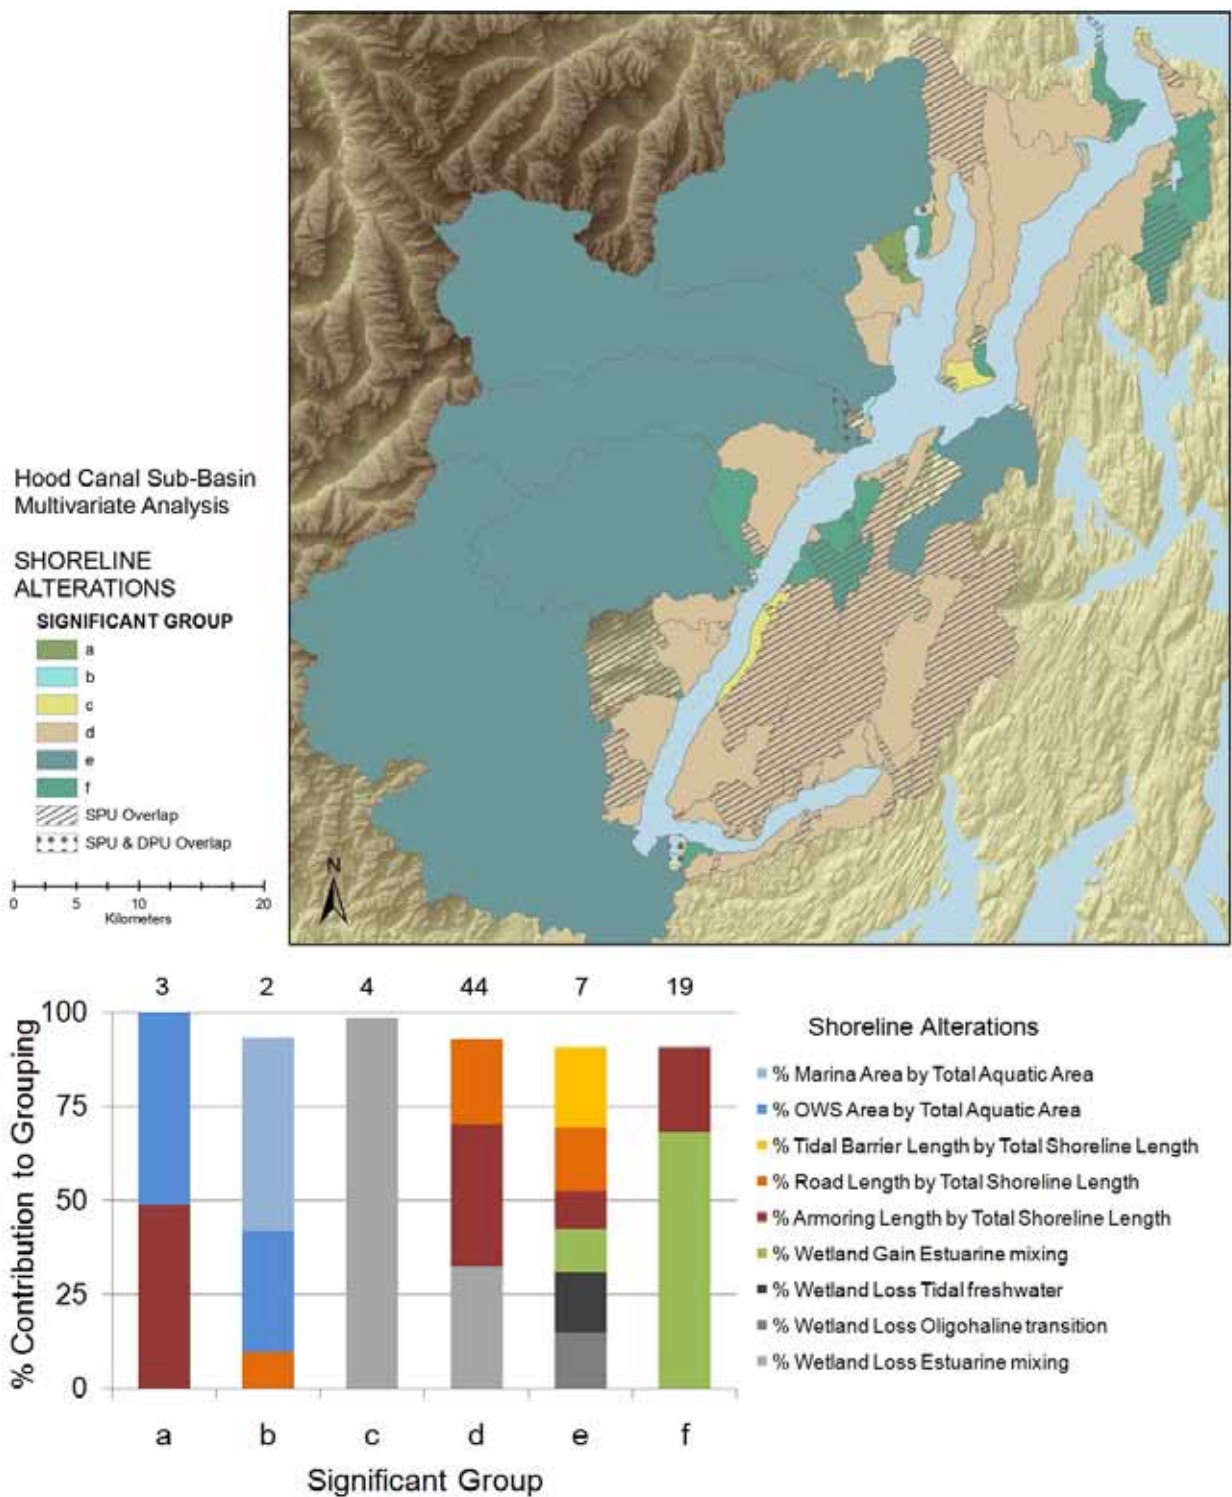 Hood Canal Sub-Basin
Multivariate Analysis
SHORELINE
ALTERATIONS
SIGNIFICANT GROUP
a
b
c
d
e
f
SPU Overlap
SPU & DPU Overlap
0 5 10 20
Kilometers
N
3 2 4 44 7 19
% Contribution to Grouping
100
75
50
25
0
a b c d e f
Significant Group
Shoreline Alterations
% Marina Area by Total Aquatic Area
% OWS Area by Total Aquatic Area
% Tidal Barrier Length by Total Shoreline Length
% Road Length by Total Shoreline Length
% Armoring Length by Total Shoreline Length
% Wetland Gain Estuarine mixing
% Wetland Loss Tidal freshwater
% Wetland Loss Oligohaline transition
% Wetland Loss Estuarine mixing